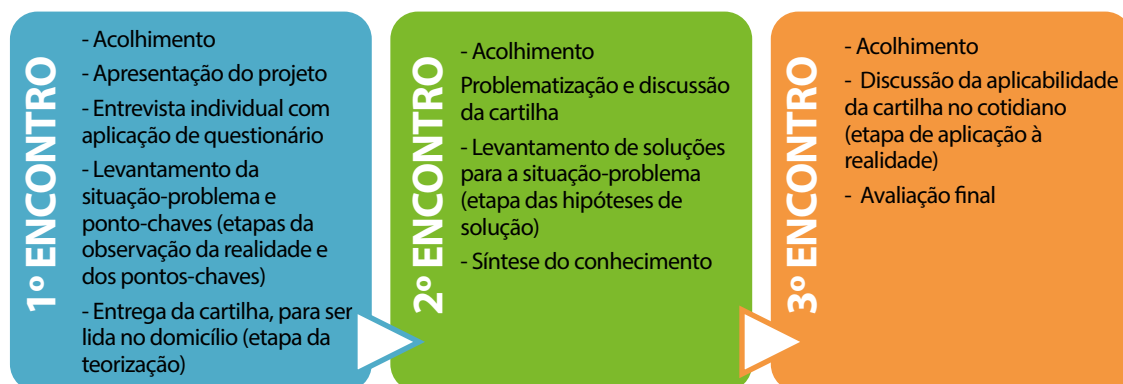 1º ENCONTRO
- Acolhimento
- Apresentação do projeto
- Entrevista individual com
aplicação de questionário
- Levantamento da
situação-problema e
ponto-chaves (etapas da
observação da realidade e
dos pontos-chaves)
- Entrega da cartilha, para ser
lida no domicílio (etapa da
teorização)
2º ENCONTRO
- Acolhimento
Problematização e discussão
da cartilha
- Levantamento de soluções
para a situação-problema
(etapa das hipóteses de
solução)
- Síntese do conhecimento
3º ENCONTRO
- Acolhimento
- Discussão da aplicabilidade
da cartilha no cotidiano
(etapa de aplicação à
realidade)
- Avaliação final